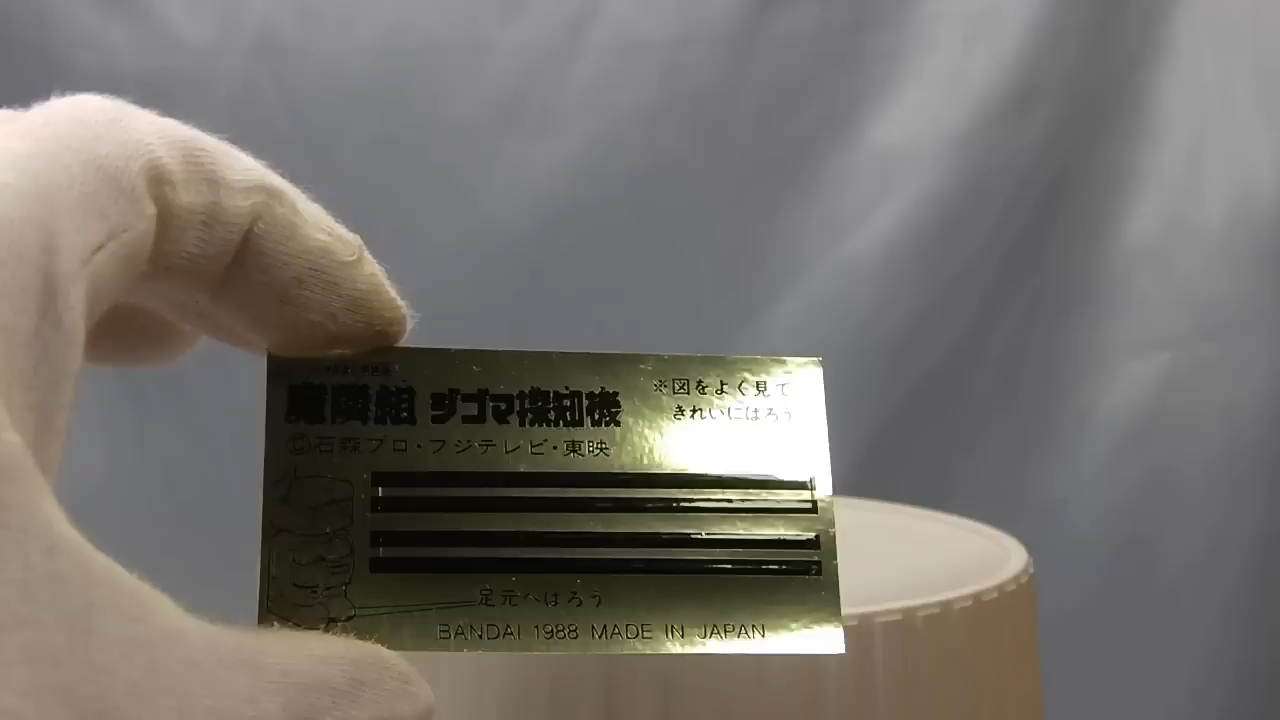 魔隣組 ジゴマ探知機
※図をよく見て
きれいにはろう
©石森プロ・フジテレビ・東映
足元へはろう
BANDAI 1988 MADE IN JAPAN